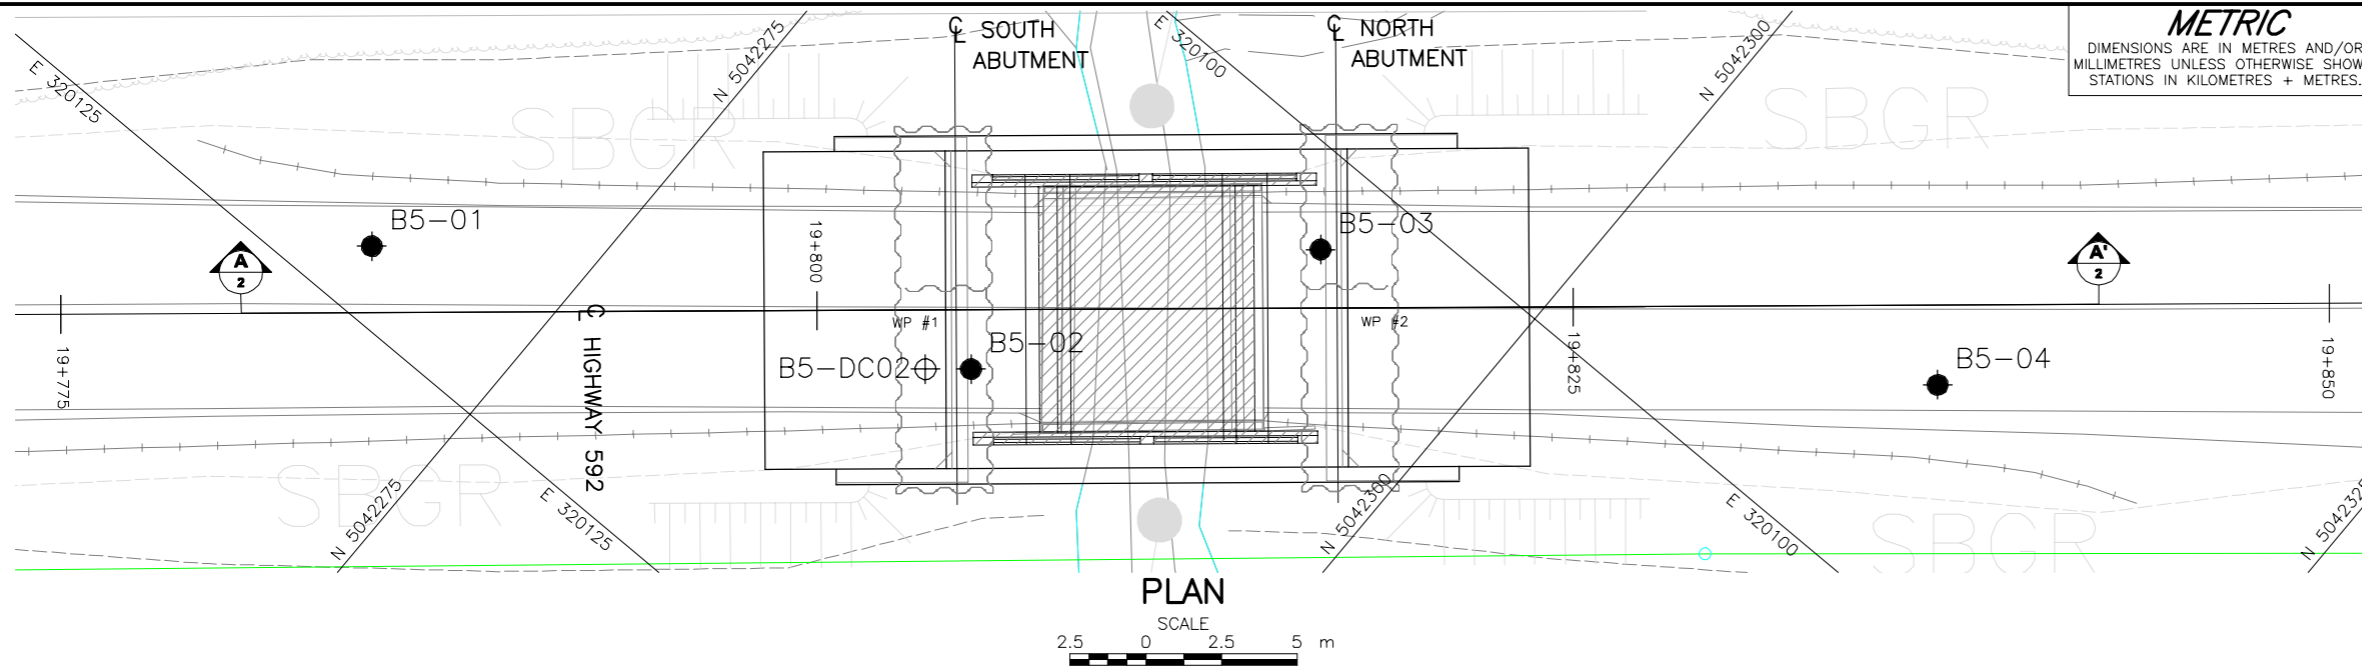 METRIC
DIMENSIONS ARE IN METRES AND/OR
MILLIMETRES UNLESS OTHERWISE
STATIONS IN KILOMETRES + METRES.
℄ SOUTH
ABUTMENT
℄ NORTH
ABUTMENT
E 320125
N 5042275
E 320100
N 5042300
SBGR
SBGR
B5-01
B5-03
A
2
A'
2
19+800
WP #1
WP #2
19+775
℄ HIGHWAY 592
B5-DC02
B5-02
19+825
B5-04
19+850
SBGR
SBGR
N 5042275
E 320125
N 5042300
E 320100
PLAN
SCALE
2.5 0 2.5 5 m